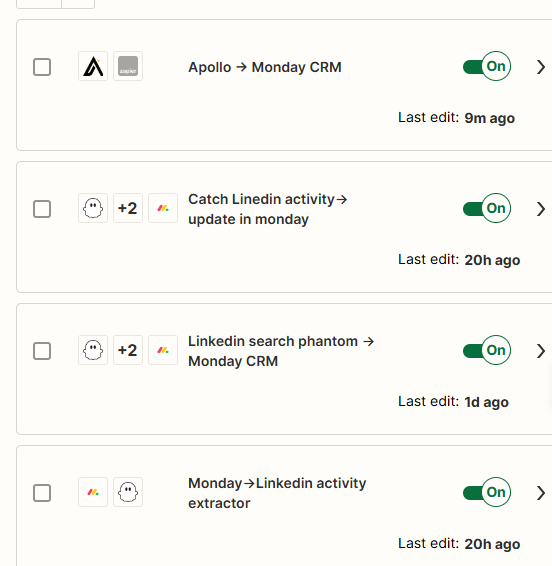 Apollo → Monday CRM
On
Last edit: 9m ago
+2
Catch Linedin activity→
update in monday
On
Last edit: 20h ago
+2
Linkedin search phantom →
Monday CRM
On
Last edit: 1d ago
Monday→Linkedin activity
extractor
On
Last edit: 20h ago